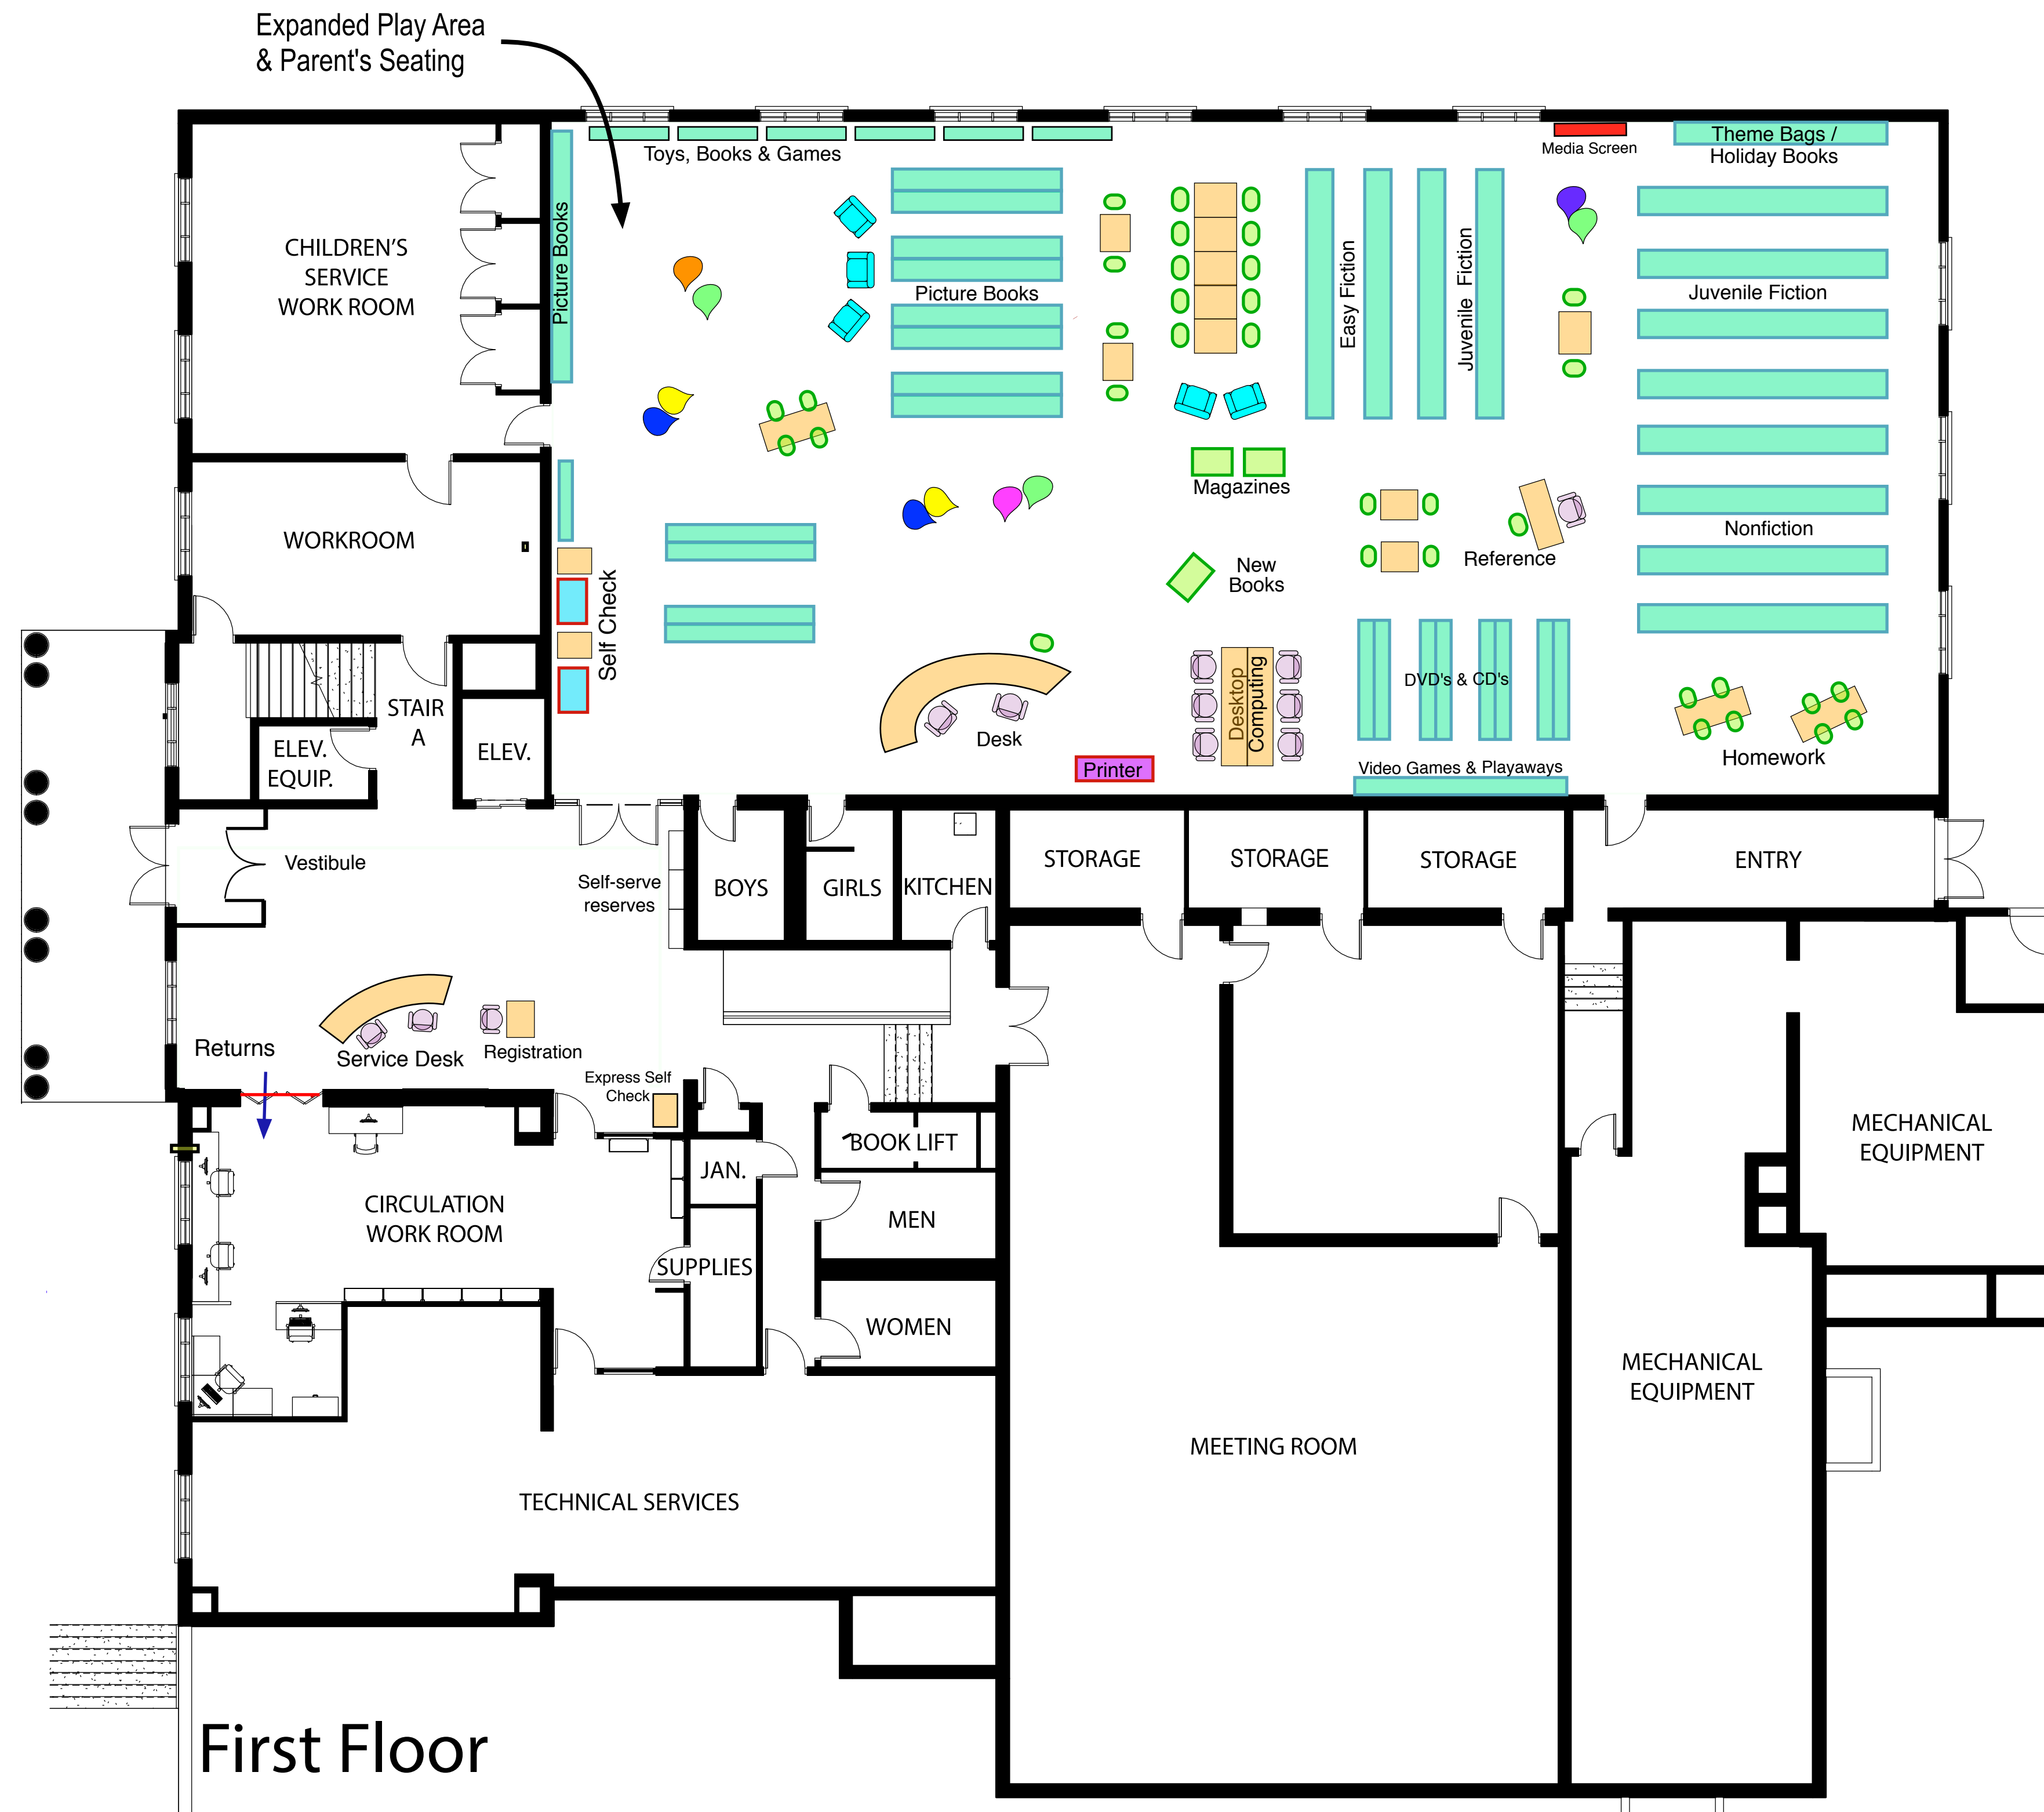 Expanded Play Area
& Parent's Seating
Toys, Books & Games
Media Screen
Theme Bags /
Holiday Books
CHILDREN'S
SERVICE
WORK ROOM
Picture Books
Picture Books
Easy Fiction
Juvenile Fiction
Juvenile Fiction
Magazines
WORKROOM
Self Check
New
Books
Reference
Nonfiction
STAIR
A
ELEV.
EQUIP.
ELEV.
Desk
Printer
Desktop
Computing
DVD's & CD's
Video Games & Playaways
Homework
Vestibule
Self-serve
reserves
BOYS
GIRLS
KITCHEN
STORAGE
STORAGE
STORAGE
ENTRY
Returns
Service Desk
Registration
Express Self
Check
BOOK LIFT
JAN.
MEN
CIRCULATION
WORK ROOM
SUPPLIES
WOMEN
MECHANICAL
EQUIPMENT
MECHANICAL
EQUIPMENT
MEETING ROOM
TECHNICAL SERVICES
First Floor